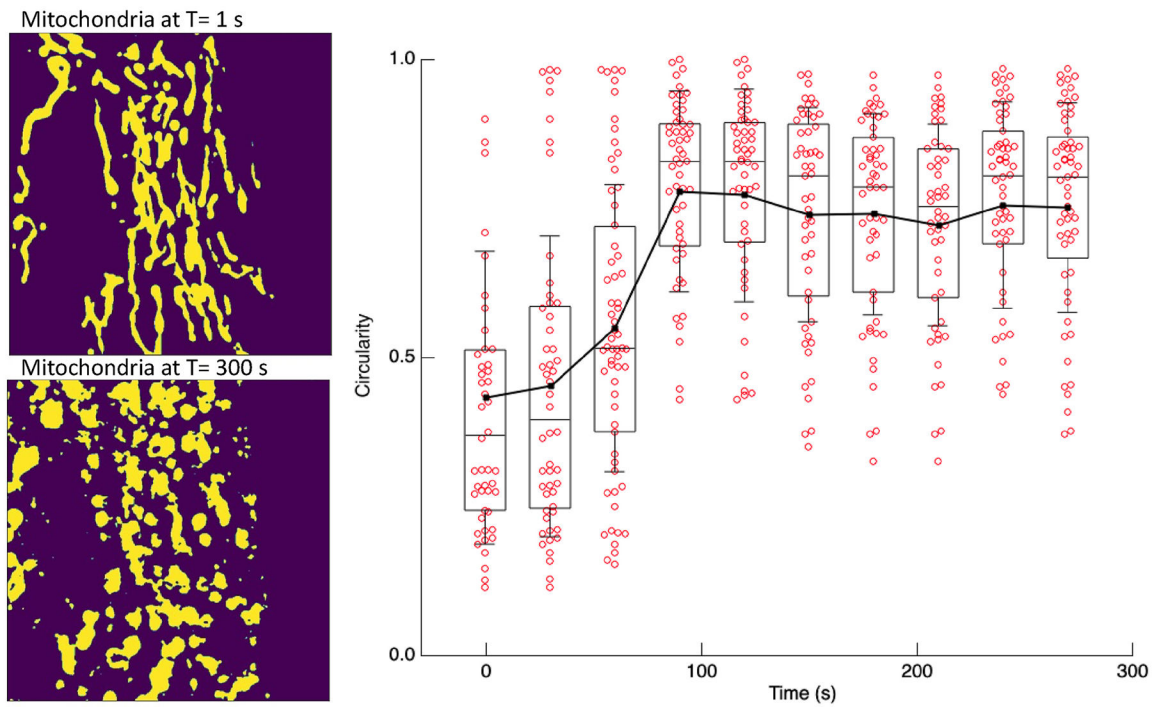 Mitochondria at T= 1 s
Mitochondria at T= 300 s
1.0
0.5
0.0
Circularity
0
100
200
300
Time (s)